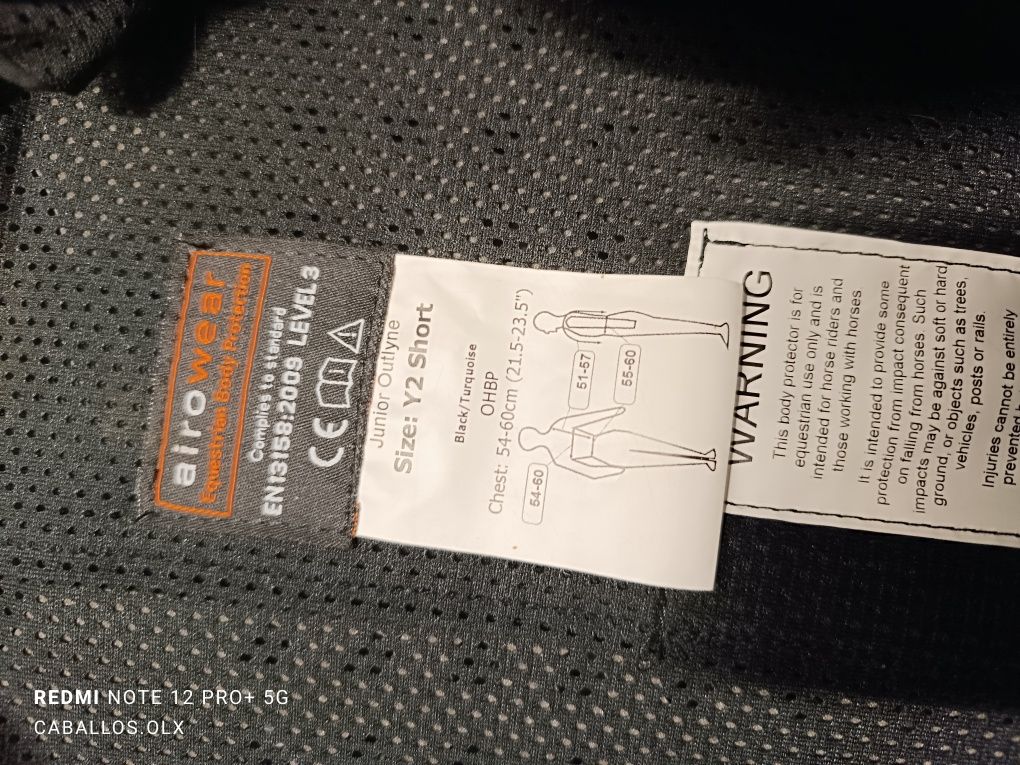 airowear
Equestrian Body Protection
Complies to standard
EN13158:2009 LEVEL3
CE
Junior Outlyne
Size: Y2 Short
Black/Turquoise
OHBP
Chest: 54-60cm (21.5-23.5")
54-60
51-57
55-60
WARNING
This body protector is for
equestrian use only and is
intended for horse riders and
those working with horses
It is intended to provide some
protection from impact consequent
on falling from horses. Such
impacts may be against soft or hard
ground, or objects such as trees,
vehicles, posts or rails.
Injuries cannot be entirely
prevented
REDMI NOTE 12 PRO+ 5G
CABALLOS.OLX